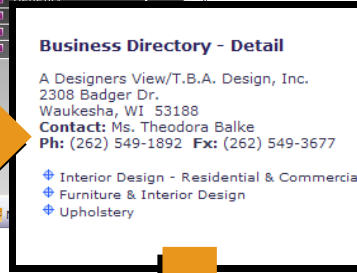 Business Directory - Detail
A Designers View/T.B.A. Design, Inc.
2308 Badger Dr.
Waukesha, WI 53188
Contact: Ms. Theodora Balke
Ph: (262) 549-1892 Fx: (262) 549-3677
Interior Design - Residential & Commercia
Furniture & Interior Design
Upholstery